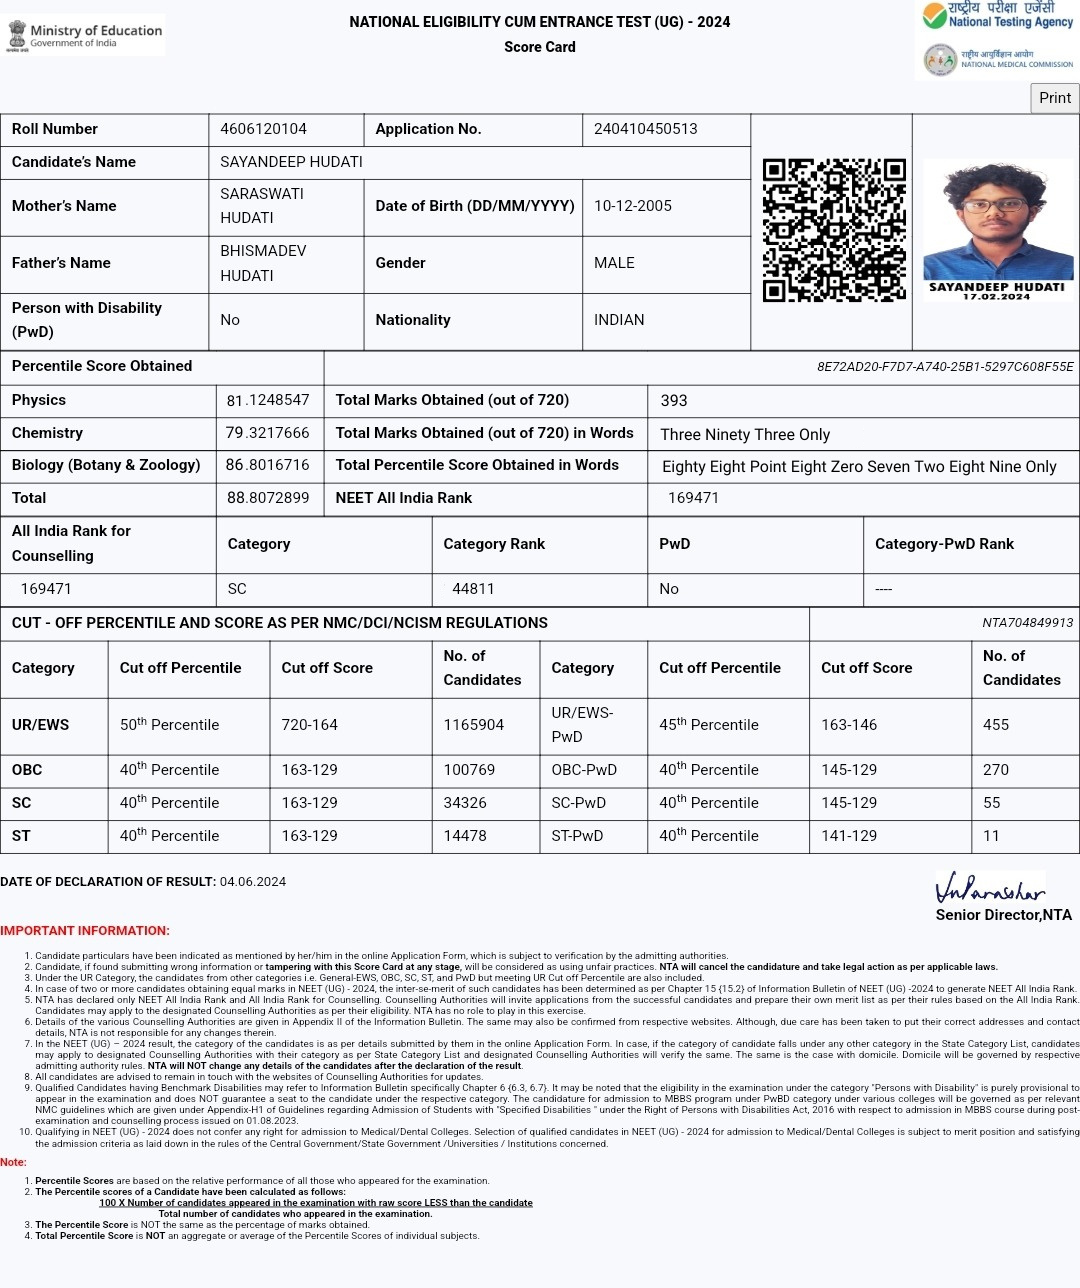 Ministry of Education
Government of India
NATIONAL ELIGIBILITY CUM ENTRANCE TEST (UG) - 2024
Score Card
राष्ट्रीय परीक्षा एजेंसी
National Testing Agency
राष्ट्रीय आयुर्विज्ञान आयोग
NATIONAL MEDICAL COMMISSION
Print
Roll Number 4606120104 Application No. 240410450513
Candidate's Name SAYANDEEP HUDATI
Mother's Name SARASWATI HUDATI Date of Birth (DD/MM/YYYY) 10-12-2005
Father's Name BHISMADEV HUDATI Gender MALE
Person with Disability (PwD) No Nationality INDIAN
SAYANDEEP HUDATI
17.02.2024
Percentile Score Obtained 8E72AD20-F7D7-A740-25B1-5297C608F55E
Physics 81.1248547 Total Marks Obtained (out of 720) 393
Chemistry 79.3217666 Total Marks Obtained (out of 720) in Words Three Ninety Three Only
Biology (Botany & Zoology) 86.8016716 Total Percentile Score Obtained in Words Eighty Eight Point Eight Zero Seven Two Eight Nine Only
Total 88.8072899 NEET All India Rank 169471
All India Rank for Counselling Category Category Rank PwD Category-PwD Rank
169471 SC 44811 No ----
CUT - OFF PERCENTILE AND SCORE AS PER NMC/DCI/NCISM REGULATIONS NTA704849913
Category Cut off Percentile Cut off Score No. of Candidates Category Cut off Percentile Cut off Score No. of Candidates
UR/EWS 50th Percentile 720-164 1165904 UR/EWS-PwD 45th Percentile 163-146 455
OBC 40th Percentile 163-129 100769 OBC-PwD 40th Percentile 145-129 270
SC 40th Percentile 163-129 34326 SC-PwD 40th Percentile 145-129 55
ST 40th Percentile 163-129 14478 ST-PwD 40th Percentile 141-129 11
DATE OF DECLARATION OF RESULT: 04.06.2024
Senior Director,NTA
IMPORTANT INFORMATION:
1. Candidate particulars have been indicated as mentioned by her/him in the online Application Form, which is subject to verification by the admitting authorities.
2. Candidate, if found submitting wrong information or tampering with this Score Card at any stage, will be considered as using unfair practices. NTA will cancel the candidature and take legal action as per applicable laws.
3. Under the UR Category, the candidates from other categories i.e. General-EWS, OBC, SC, ST, and PwD but meeting UR Cut off Percentile are also included.
4. In case of two or more candidates obtaining equal marks in NEET (UG) - 2024, the inter-se-merit of such candidates has been determined as per Chapter 15 {15.2} of Information Bulletin of NEET (UG) -2024 to generate NEET All India Rank.
5. NTA has declared only NEET All India Rank and All India Rank for Counselling. Counselling Authorities will invite applications from the successful candidates and prepare their own merit list as per their rules based on the All India Rank.
Candidates may apply to the designated Counselling Authorities as per their eligibility. NTA has no role to play in this exercise.
6. Details of the various Counselling Authorities are given in Appendix II of the Information Bulletin. The same may also be confirmed from respective websites. Although, due care has been taken to put their correct addresses and contact
details, NTA is not responsible for any changes therein.
7. In the NEET (UG) – 2024 result, the category of the candidates is as per details submitted by them in the online Application Form. In case, if the category of candidate falls under any other category in the State Category List, candidates
may apply to designated Counselling Authorities with their category as per State Category List and designated Counselling Authorities will verify the same. The same is the case with domicile. Domicile will be governed by respective
admitting authority rules. NTA will NOT change any details of the candidates after the declaration of the result.
8. All candidates are advised to remain in touch with the websites of Counselling Authorities for updates.
9. Qualified Candidates having Benchmark Disabilities may refer to Information Bulletin specifically Chapter 6 {6.3, 6.7}. It may be noted that the eligibility in the examination under the category "Persons with Disability" is purely provisional to
appear in the examination and does NOT guarantee a seat to the candidate under the respective category. The candidature for admission to MBBS program under PwBD category under various colleges will be governed as per relevant
NMC guidelines which are given under Appendix-H1 of Guidelines regarding Admission of Students with "Specified Disabilities " under the Right of Persons with Disabilities Act, 2016 with respect to admission in MBBS course during post-
examination and counselling process issued on 01.08.2023.
10. Qualifying in NEET (UG) - 2024 does not confer any right for admission to Medical/Dental Colleges. Selection of qualified candidates in NEET (UG) - 2024 for admission to Medical/Dental Colleges is subject to merit position and satisfying
the admission criteria as laid down in the rules of the Central Government/State Government /Universities / Institutions concerned.
Note:
1. Percentile Scores are based on the relative performance of all those who appeared for the examination.
2. The Percentile scores of a Candidate have been calculated as follows:
100 X Number of candidates appeared in the examination with raw score LESS than the candidate
Total number of candidates who appeared in the examination.
3. The Percentile Score is NOT the same as the percentage of marks obtained.
4. Total Percentile Score is NOT an aggregate or average of the Percentile Scores of individual subjects.